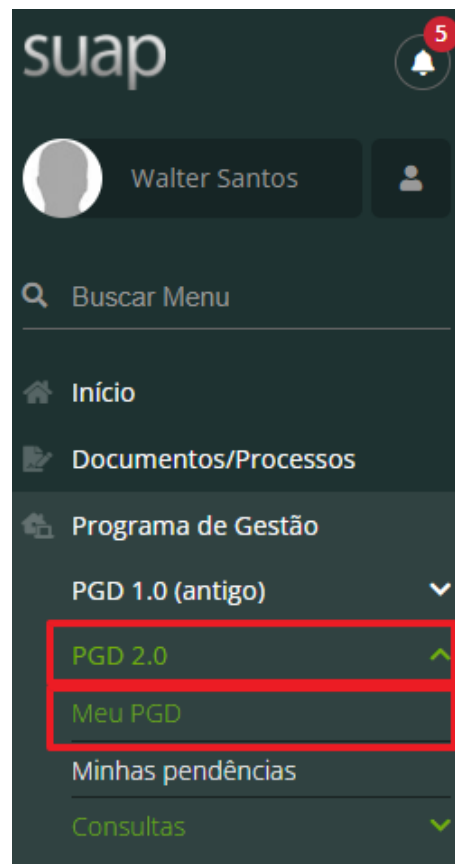 suap
5
Walter Santos
Buscar Menu
Início
Documentos/Processos
Programa de Gestão
PGD 1.0 (antigo)
PGD 2.0
Meu PGD
Minhas pendências
Consultas